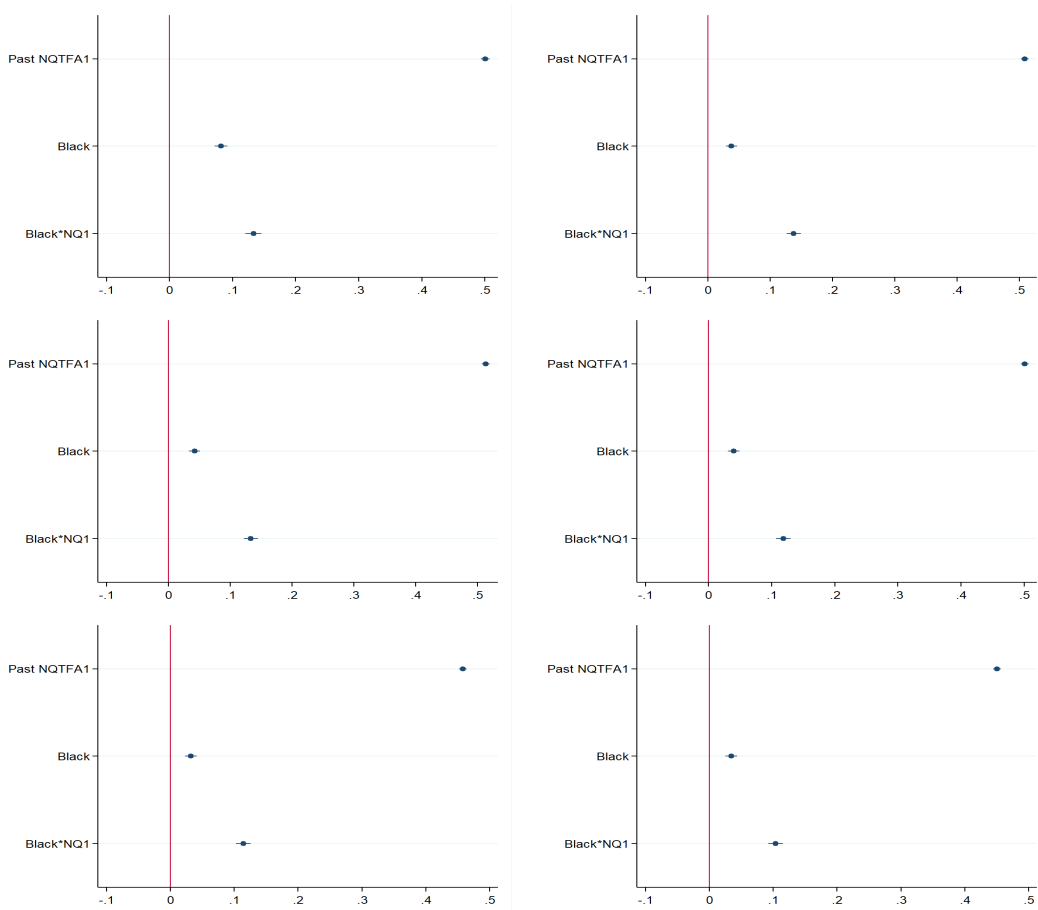 Past NQTFA1
Black
Black*NQ1
-.1 0 .1 .2 .3 .4 .5
Past NQTFA1
Black
Black*NQ1
-.1 0 .1 .2 .3 .4 .5
Past NQTFA1
Black
Black*NQ1
-.1 0 .1 .2 .3 .4 .5
Past NQTFA1
Black
Black*NQ1
-.1 0 .1 .2 .3 .4 .5
Past NQTFA1
Black
Black*NQ1
-.1 0 .1 .2 .3 .4 .5
Past NQTFA1
Black
Black*NQ1
-.1 0 .1 .2 .3 .4 .5